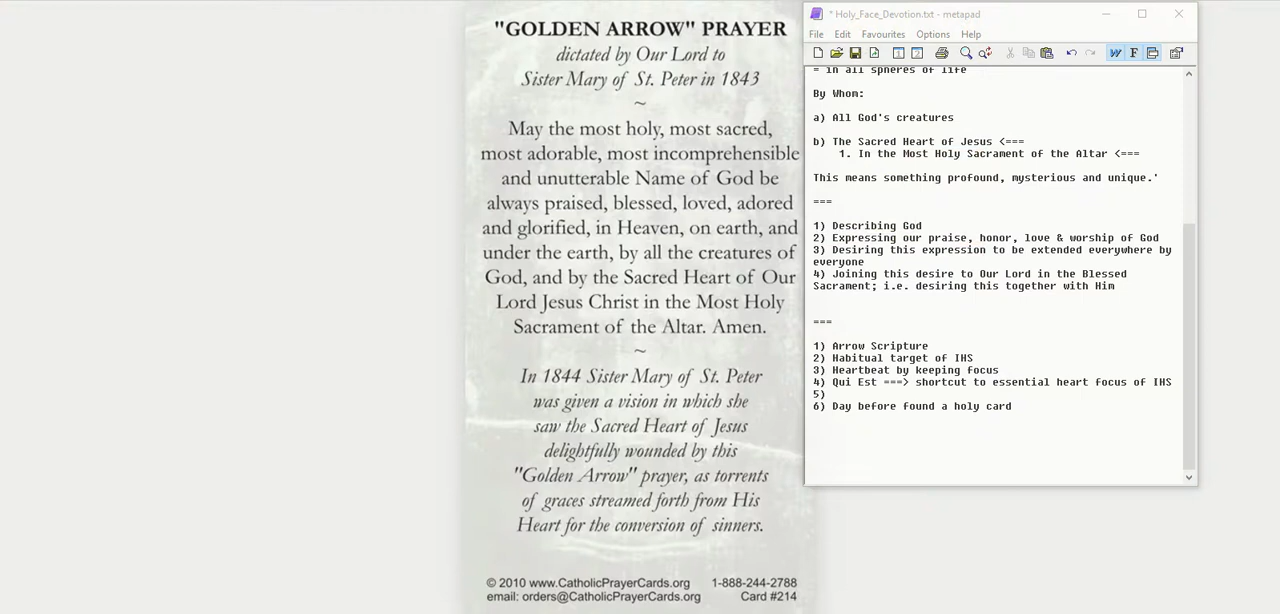 "GOLDEN ARROW" PRAYER
dictated by Our Lord to
Sister Mary of St. Peter in 1843
~
May the most holy, most sacred,
most adorable, most incomprehensible
and unutterable Name of God be
always praised, blessed, loved, adored
and glorified, in Heaven, on earth, and
under the earth, by all the creatures of
God, and by the Sacred Heart of Our
Lord Jesus Christ in the Most Holy
Sacrament of the Altar. Amen.
~
In 1844 Sister Mary of St. Peter
was given a vision in which she
saw the Sacred Heart of Jesus
delightfully wounded by this
"Golden Arrow" prayer, as torrents
of graces streamed forth from His
Heart for the conversion of sinners.
© 2010 www.CatholicPrayerCards.org 1-888-244-2788
email: orders@CatholicPrayerCards.org Card #214
* Holy_Face_Devotion.txt - metapad
File Edit Favourites Options Help
= in all spheres of life
By Whom:
a) All God's creatures
b) The Sacred Heart of Jesus <===
1. In the Most Holy Sacrament of the Altar <===
This means something profound, mysterious and unique.'
===
1) Describing God
2) Expressing our praise, honor, love & worship of God
3) Desiring this expression to be extended everywhere by
everyone
4) Joining this desire to Our Lord in the Blessed
Sacrament; i.e. desiring this together with Him
===
1) Arrow Scripture
2) Habitual target of IHS
3) Heartbeat by keeping focus
4) Qui Est ===> shortcut to essential heart focus of IHS
5)
6) Day before found a holy card